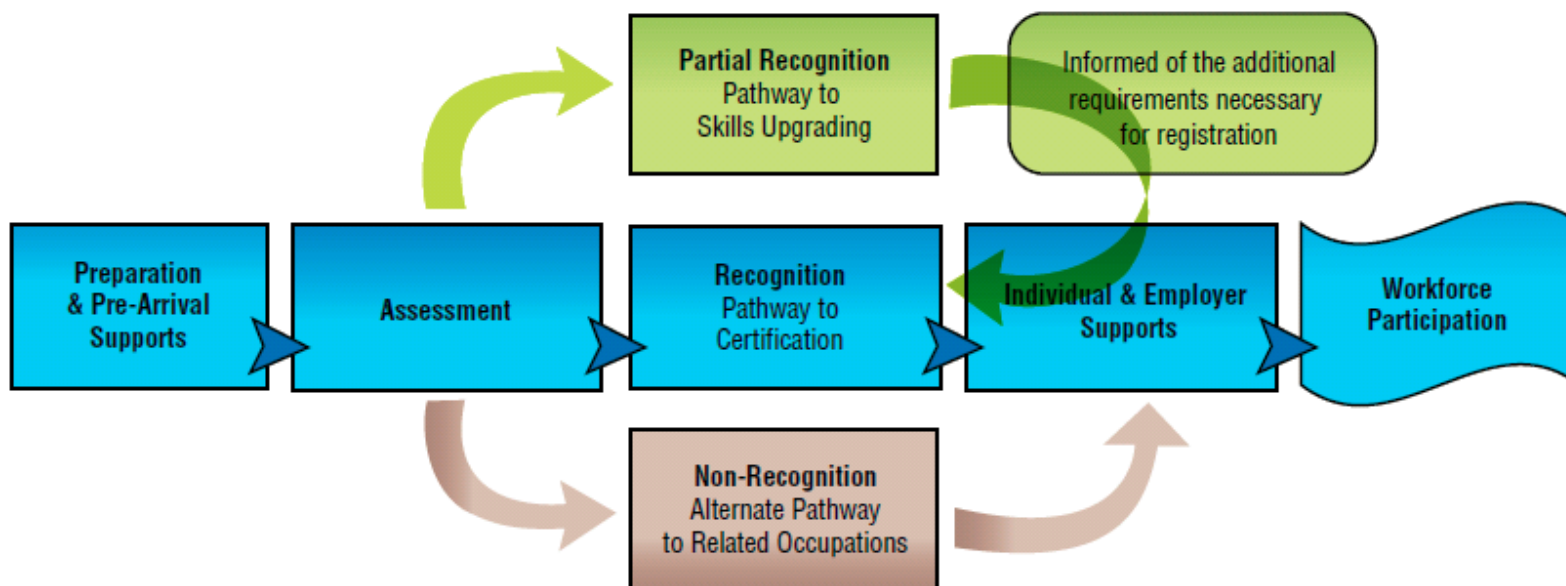 Partial Recognition
Pathway to
Skills Upgrading
Informed of the additional
requirements necessary
for registration
Preparation
& Pre-Arrival
Supports
Assessment
Recognition
Pathway to
Certification
Individual & Employer
Supports
Workforce
Participation
Non-Recognition
Alternate Pathway
to Related Occupations